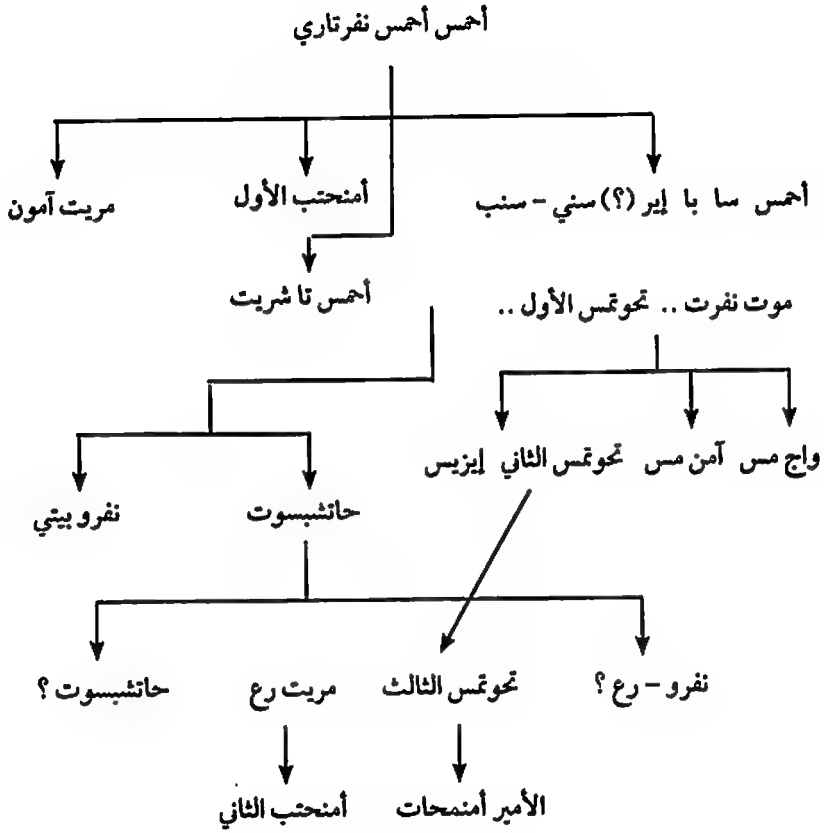 أحمس أحمس نفرتاري
أحمس سا با إير (؟) سني – سنب أمنحتب الأول مريت آمون
موت نفرت .. تحوتمس الأول .. أحمس تا شريت
واج مس آمن مس تحوتمس الثاني إيزيس
حاتشبسوت نفرو بيتي
نفرو – رع ؟ تحوتمس الثالث مريت رع حاتشبسوت ؟
الأمير أمنمحات أمنحتب الثاني